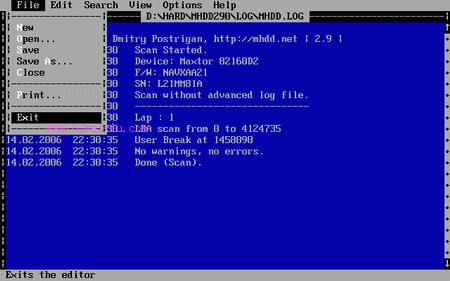 File Edit Search View Options Help
D:\HARD\MHDD290\LOG\MHDD.LOG
New
Open...
Save
Save As...
Close
Print...
Exit
Dmitry Postrigan, http://mhdd.net | 2.9 |
30 Scan Started.
30 Device: Maxtor 82160D2
30 F/W: NAVXAA21
30 SN: L21MM81A
30 Scan without advanced log file.
30 ------------------------------
30 Lap : 1
30 LBA scan from 0 to 4124735
14.02.2006 22:30:35 User Break at 1458090
14.02.2006 22:30:35 No warnings, no errors.
14.02.2006 22:30:35 Done (Scan).
Exits the editor